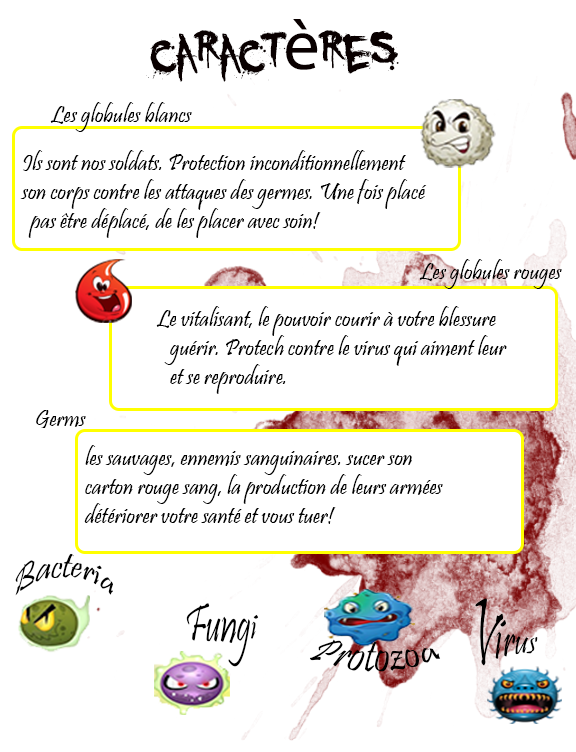 CARACTÈRES
Les globules blancs
Ils sont nos soldats. Protection inconditionnellement
son corps contre les attaques des germes. Une fois placé
pas être déplacé, de les placer avec soin!
Les globules rouges
Le vitalisant, le pouvoir courir à votre blessure
guérir. Protech contre le virus qui aiment leur
et se reproduire.
Germs
les sauvages, ennemis sanguinaires. sucer son
carton rouge sang, la production de leurs armées
détériorer votre santé et vous tuer!
Bacteria
Fungi
Protozoa
Virus